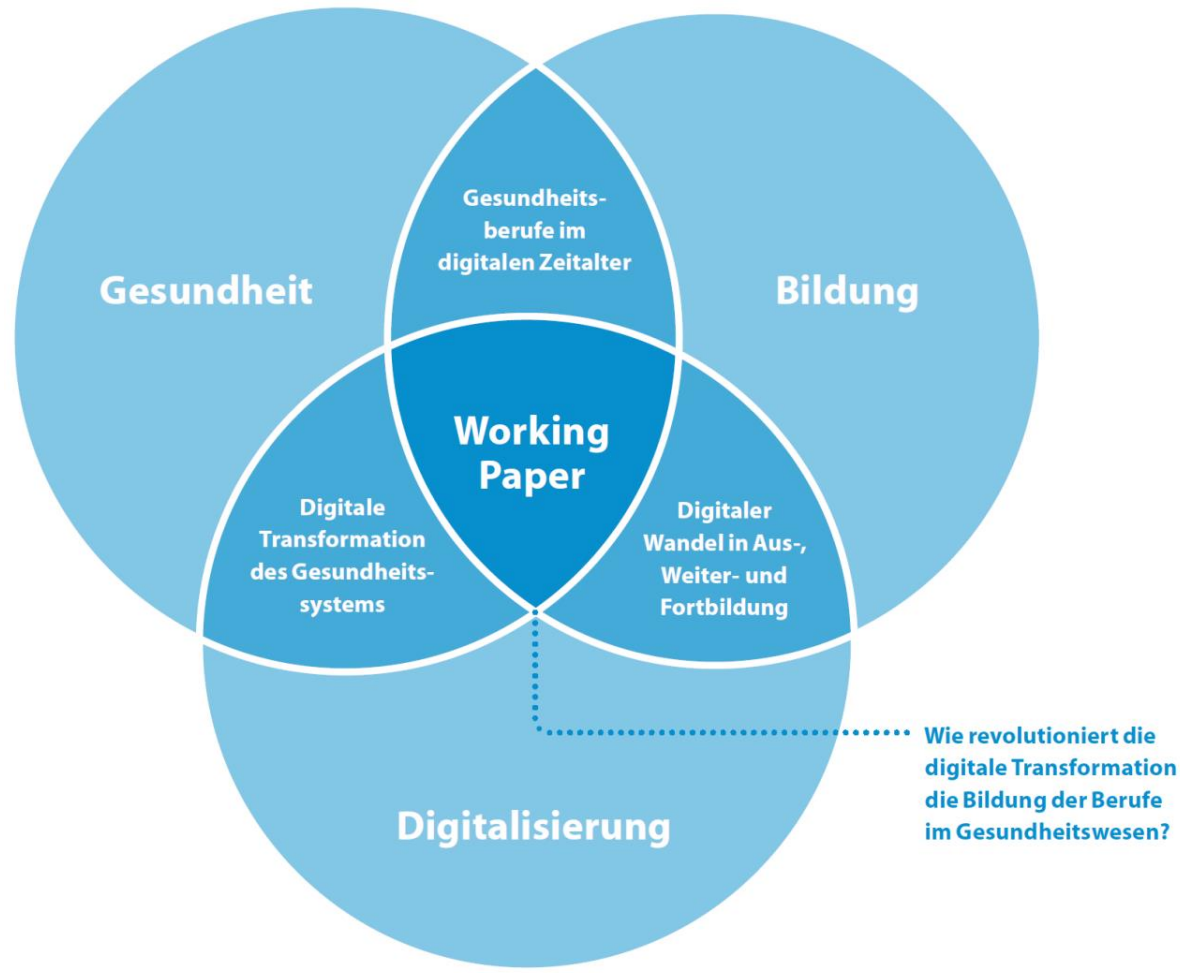 Gesundheits-
berufe im
digitalen Zeitalter
Gesundheit
Bildung
Working
Paper
Digitale
Transformation
des Gesundheits-
systems
Digitaler
Wandel in Aus-,
Weiter- und
Fortbildung
Wie revolutioniert die
digitale Transformation
die Bildung der Berufe
im Gesundheitswesen?
Digitalisierung